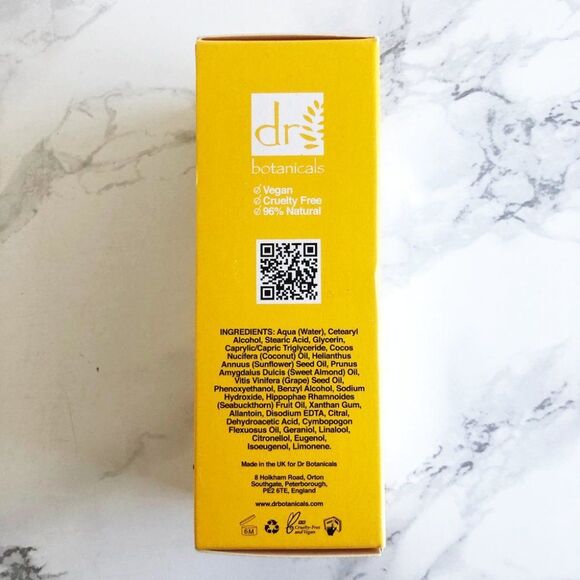 dr
botanicals
Vegan
Cruelty Free
96% Natural
INGREDIENTS: Aqua (Water), Cetearyl
Alcohol, Stearic Acid, Glycerin,
Caprylic/Capric Triglyceride, Cocos
Nucifera (Coconut) Oil, Helianthus
Annuus (Sunflower) Seed Oil, Prunus
Amygdalus Dulcis (Sweet Almond) Oil,
Vitis Vinifera (Grape) Seed Oil,
Phenoxyethanol, Benzyl Alcohol, Sodium
Hydroxide, Hippophae Rhamnoides
(Seabuckthorn) Fruit Oil, Xanthan Gum,
Allantoin, Disodium EDTA, Citral,
Dehydroacetic Acid, Cymbopogon
Flexuosus Oil, Geraniol, Linalool,
Citronellol, Eugenol,
Isoeugenol, Limonene.
Made in the UK for Dr Botanicals
8 Holkham Road, Orton
Southgate, Peterborough,
PE2 6TE, England
www.drbotanicals.com
6M
Cruelty-Free
and Vegan